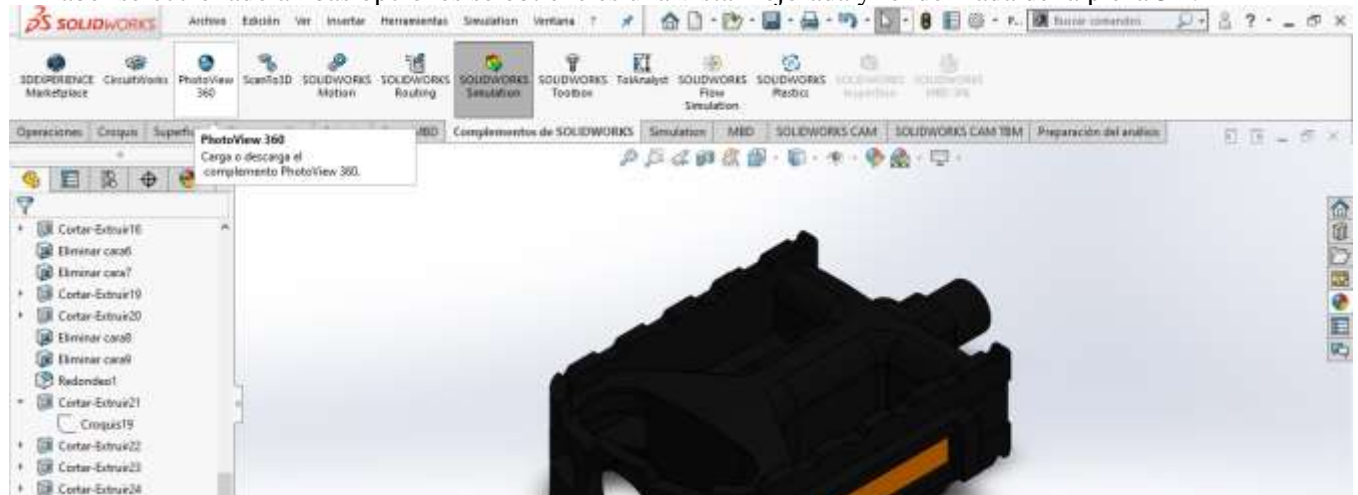 SOLIDWORKS Archivo Edición Ver Insertar Herramientas Simulation Ventana ?
Buscar comandos
3DEXPERIENCE Marketplace
CircuitWorks
PhotoView 360
ScanTo3D
SOLIDWORKS Motion
SOLIDWORKS Routing
SOLIDWORKS Simulation
SOLIDWORKS Toolbox
TolAnalyst
SOLIDWORKS Flow Simulation
SOLIDWORKS Plastics
Operaciones Croquis MBD Complementos de SOLIDWORKS Simulation MBD SOLIDWORKS CAM SOLIDWORKS CAM TBM Preparación del análisis
PhotoView 360
Carga o descarga el
complemento PhotoView 360.
Cortar-Extruir16
Eliminar cara6
Eliminar cara7
Cortar-Extruir19
Cortar-Extruir20
Eliminar cara8
Eliminar cara9
Redondeo1
Cortar-Extruir21
Croquis19
Cortar-Extruir22
Cortar-Extruir23
Cortar-Extruir24